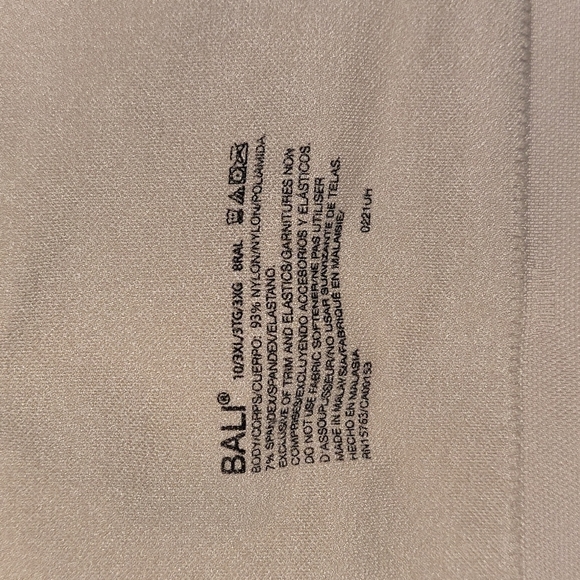 BALI® 10/3XL/3TG/3XG 8RAL
BODY/CORPS/CUERPO: 93% NYLON/NYLON/POLIAMIDA,
7% SPANDEX/SPANDEX/ELASTANO.
EXCLUSIVE OF TRIM AND ELASTICS/GARNITURES NON
COMPRISES/EXCLUYENDO ACCESORIOS Y ELÁSTICOS.
DO NOT USE FABRIC SOFTENER/NE PAS UTILISER
D'ASSOUPLISSEUR/NO USAR SUAVIZANTE DE TELAS.
MADE IN MALAYSIA/FABRIQUÉ EN MALAISIE/
HECHO EN MALASIA
RN15763/CA00153 0221UH